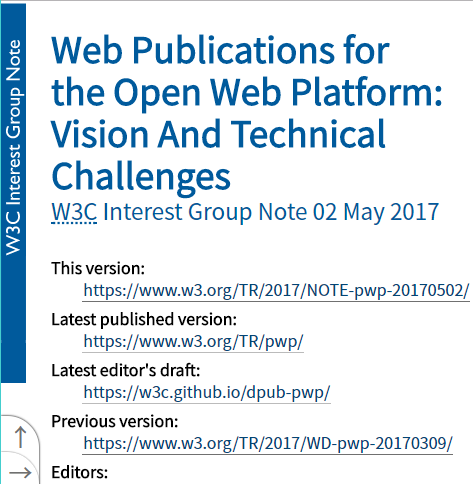 W3C Interest Group Note
Web Publications for
the Open Web Platform:
Vision And Technical
Challenges
W3C Interest Group Note 02 May 2017
This version:
https://www.w3.org/TR/2017/NOTE-pwp-20170502/
Latest published version:
https://www.w3.org/TR/pwp/
Latest editor's draft:
https://w3c.github.io/dpub-pwp/
Previous version:
https://www.w3.org/TR/2017/WD-pwp-20170309/
↑
→
Editors: